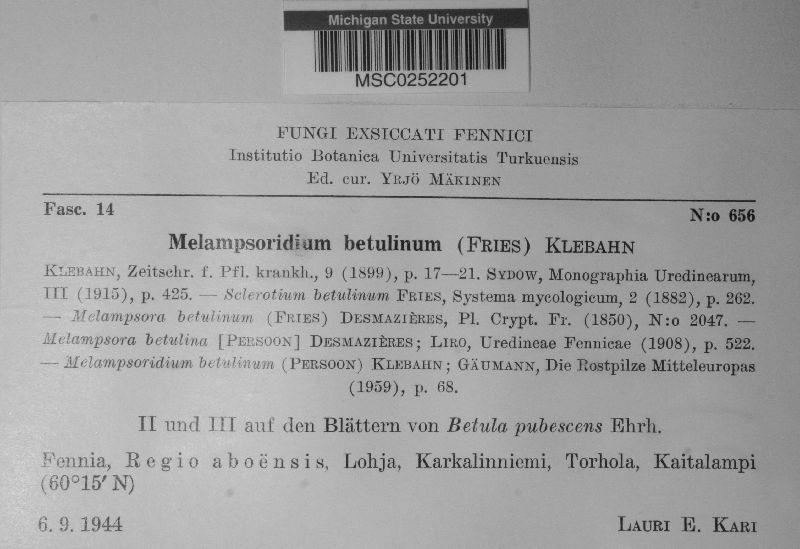 Michigan State University
MSC0252201
FUNGI EXSICCATI FENNICI
Institutio Botanica Universitatis Turkuensis
Ed. cur. YRJÖ MÄKINEN
Fasc. 14
N:o 656
Melampsoridium betulinum (FRIES) KLEBAHN
KLEBAHN, Zeitschr. f. Pfl. krankh., 9 (1899), p. 17—21. SYDOW, Monographia Uredinearum,
III (1915), p. 425. — Sclerotium betulinum FRIES, Systema mycologicum, 2 (1882), p. 262.
— Melampsora betulinum (FRIES) DESMAZIÈRES, Pl. Crypt. Fr. (1850), N:o 2047. —
Melampsora betulina [PERSOON] DESMAZIÈRES; LIRO, Uredineae Fennicae (1908), p. 522.
— Melampsoridium betulinum (PERSOON) KLEBAHN; GÄUMANN, Die Rostpilze Mitteleuropas
(1959), p. 68.
II und III auf den Blättern von Betula pubescens Ehrh.
Fennia, Regio aboënsis, Lohja, Karkalinniemi, Torhola, Kaitalampi
(60°15′ N)
6. 9. 1944
LAURI E. KARI